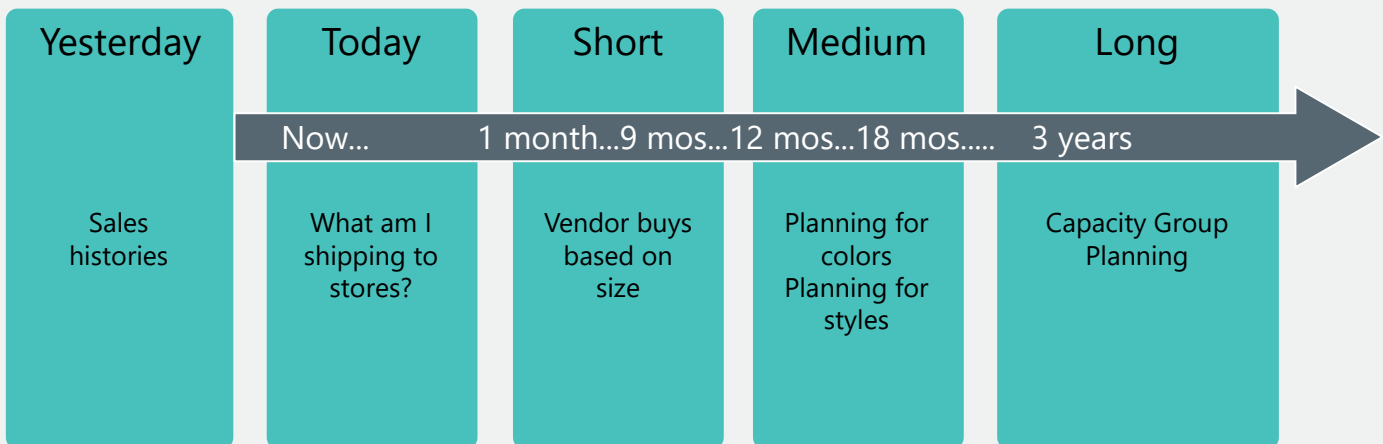 Yesterday
Today
Short
Medium
Long
Now... 1 month...9 mos...12 mos...18 mos..... 3 years
Sales
histories
What am I
shipping to
stores?
Vendor buys
based on
size
Planning for
colors
Planning for
styles
Capacity Group
Planning